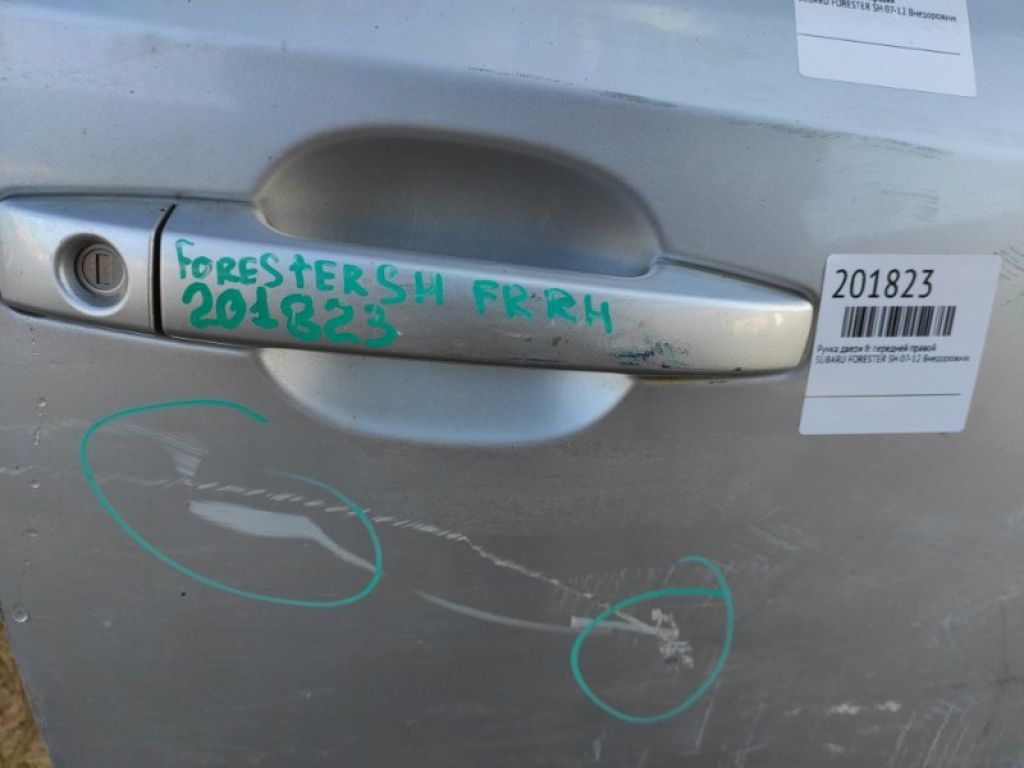 SUBARU FORESTER SH 07-12 Внедорожник
FORESTER SH FR RH
201823
201823
Ручка двери fr передней правой
SUBARU FORESTER SH 07-12 Внедорожник